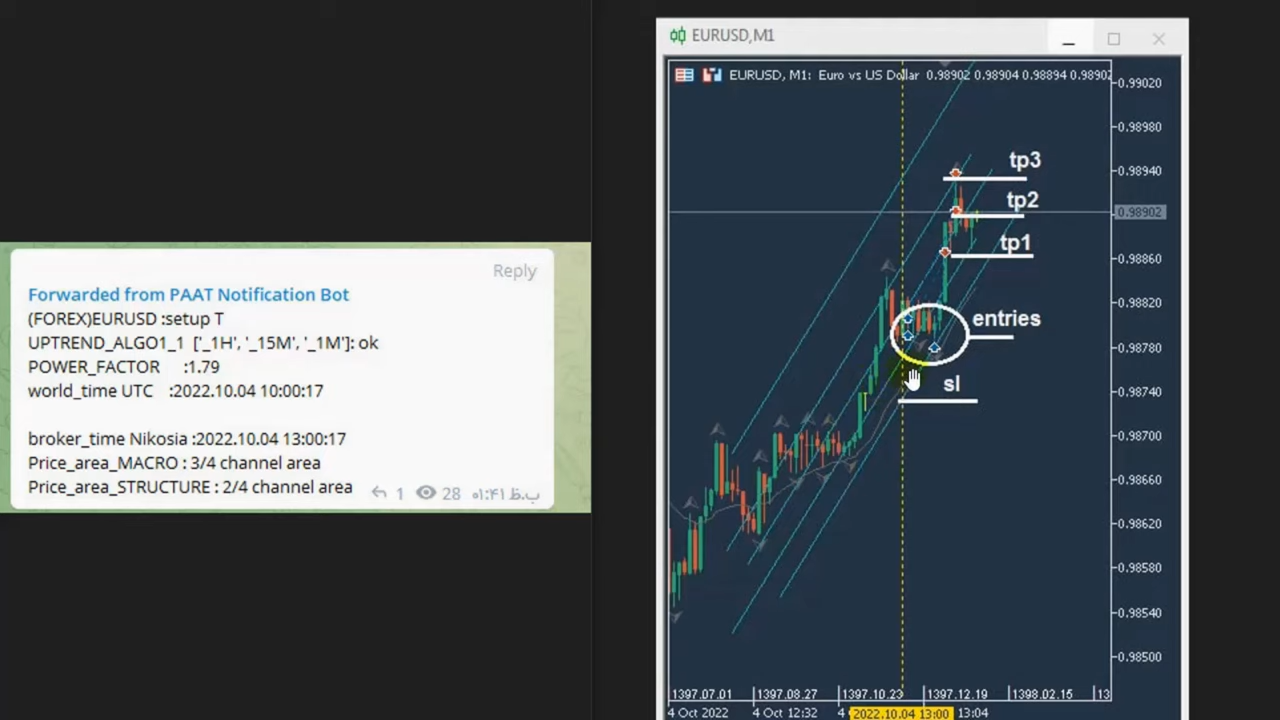 Reply
Forwarded from PAAT Notification Bot
(FOREX)EURUSD :setup T
UPTREND_ALGO1_1 ['_1H', '_15M', '_1M']: ok
POWER_FACTOR :1.79
world_time UTC :2022.10.04 10:00:17
broker_time Nikosia :2022.10.04 13:00:17
Price_area_MACRO : 3/4 channel area
Price_area_STRUCTURE : 2/4 channel area
1 28 ۰۱:۴۱ ب.ظ
EURUSD,M1
EURUSD, M1: Euro vs US Dollar 0.98902 0.98904 0.98894 0.98902
0.99020
0.98980
tp3
0.98940
tp2
0.98902
tp1
0.98860
0.98820
entries
0.98780
sl
0.98740
0.98700
0.98660
0.98620
0.98580
0.98540
0.98500
1397.07.01 1397.08.27 1397.10.23 1397.12.19 1398.02.15 13
4 Oct 2022 4 Oct 12:32 4 2022.10.04 13:00 13:04